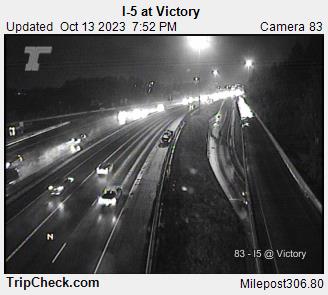 I-5 at Victory
Updated Oct 13 2023 7:52 PM Camera 83
T
N
83 - I5 @ Victory
TripCheck.com Milepost306.80